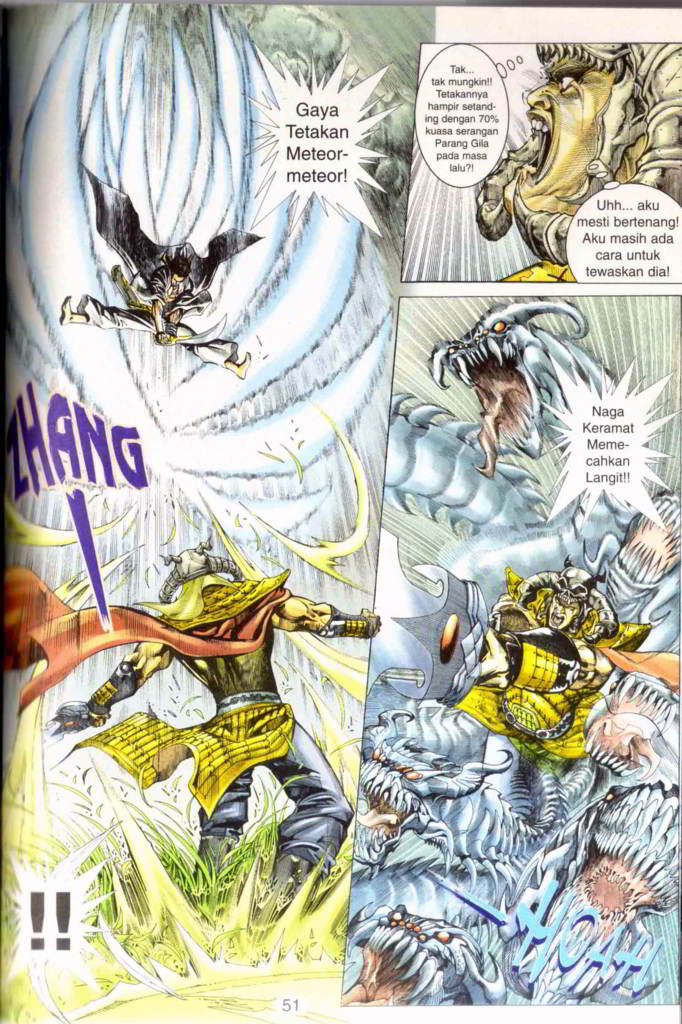 Gaya
Tetakan
Meteor-
meteor!
ZHANG
!!
Tak...
tak mungkin!!
Tetakannya
hampir setand-
ing dengan 70%
kuasa serangan
Parang Gila
pada masa
lalu?!
Uhh... aku
mesti bertenang!
Aku masih ada
cara untuk
tewaskan dia!
Naga
Keramat
Meme-
cahkan
Langit!!
HOAH
51